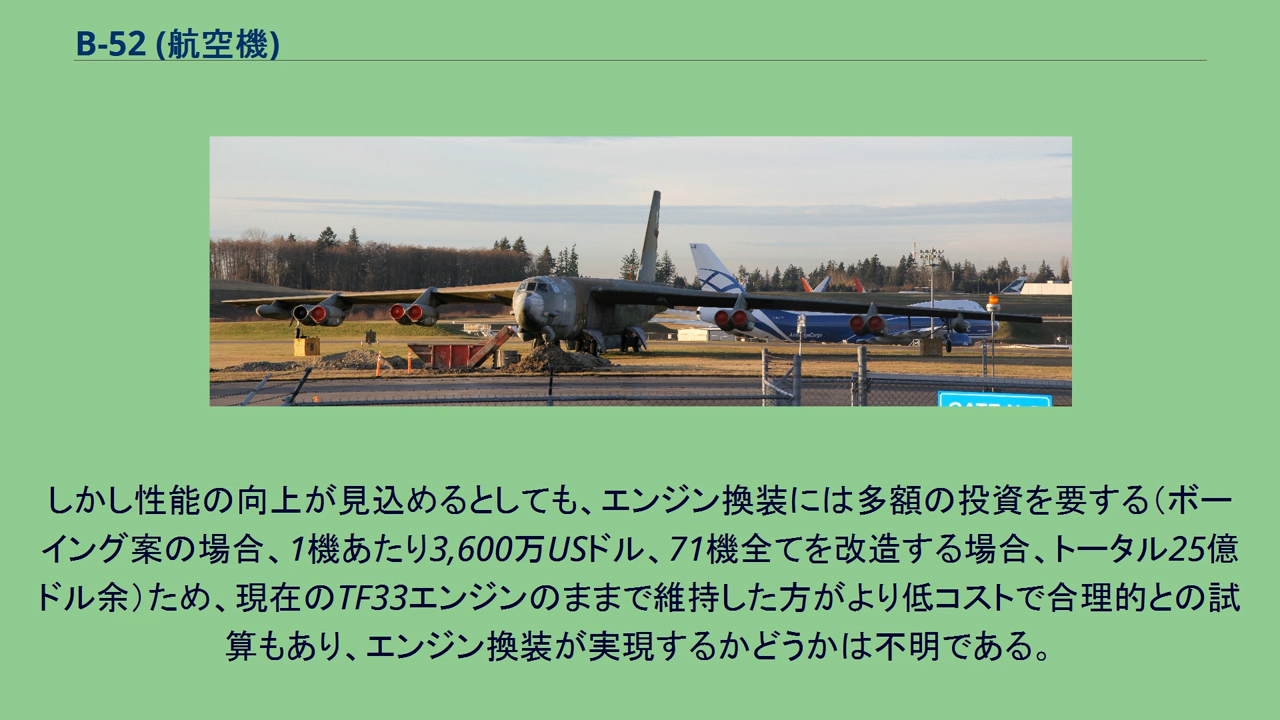 B-52 (航空機)
しかし性能の向上が見込めるとしても、エンジン換装には多額の投資を要する（ボー
イング案の場合、1機あたり3,600万USドル、71機全てを改造する場合、トータル25億
ドル余）ため、現在のTF33エンジンのままで維持した方がより低コストで合理的との試
算もあり、エンジン換装が実現するかどうかは不明である。